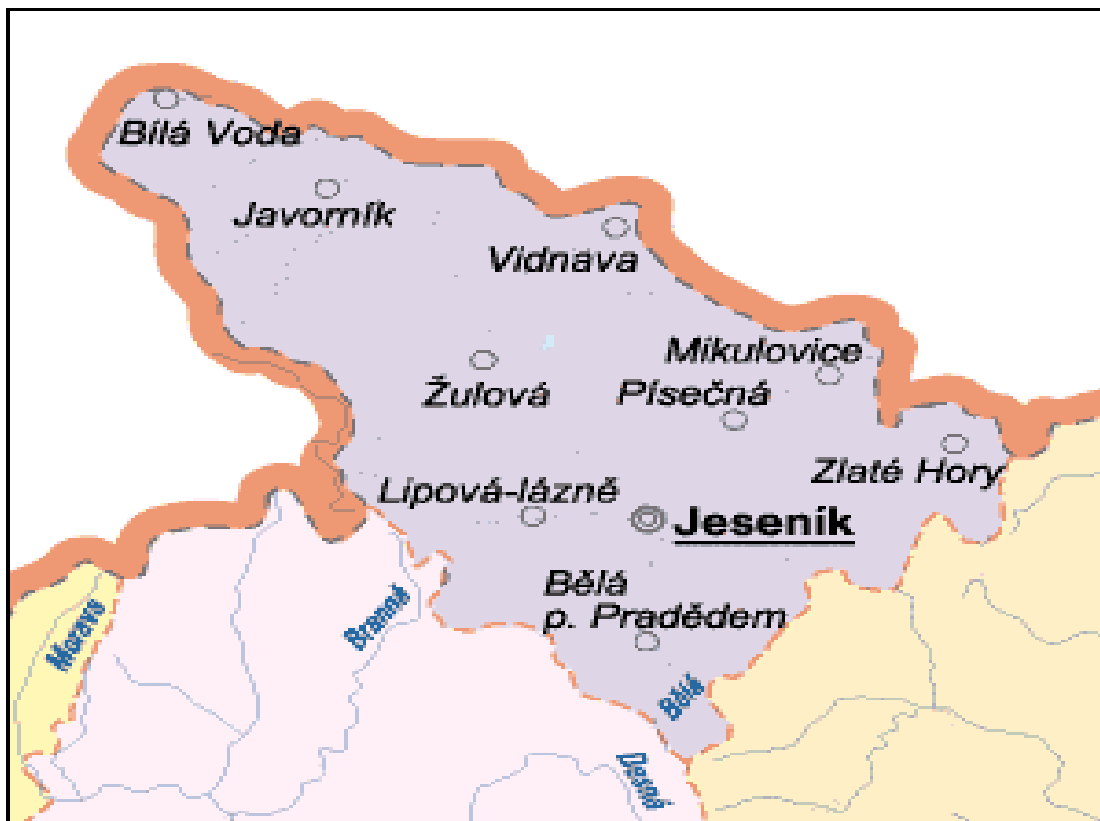 Bílá Voda
Javorník
Vidnava
Mikulovice
Žulová
Písečná
Zlaté Hory
Lipová-lázně
Jeseník
Bělá
p. Pradědem
Morava
Branná
Bělá
Desná